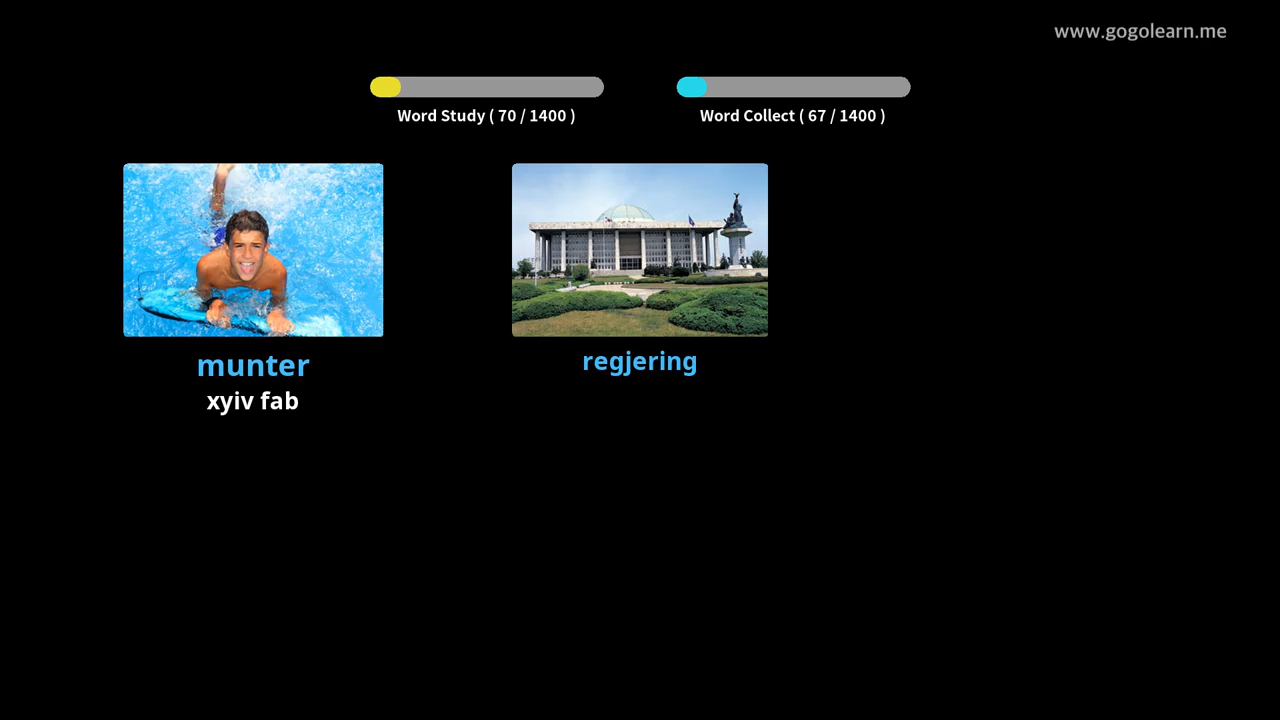 www.gogolearn.me
Word Study ( 70 / 1400 )
Word Collect ( 67 / 1400 )
munter
xyiv fab
regjering